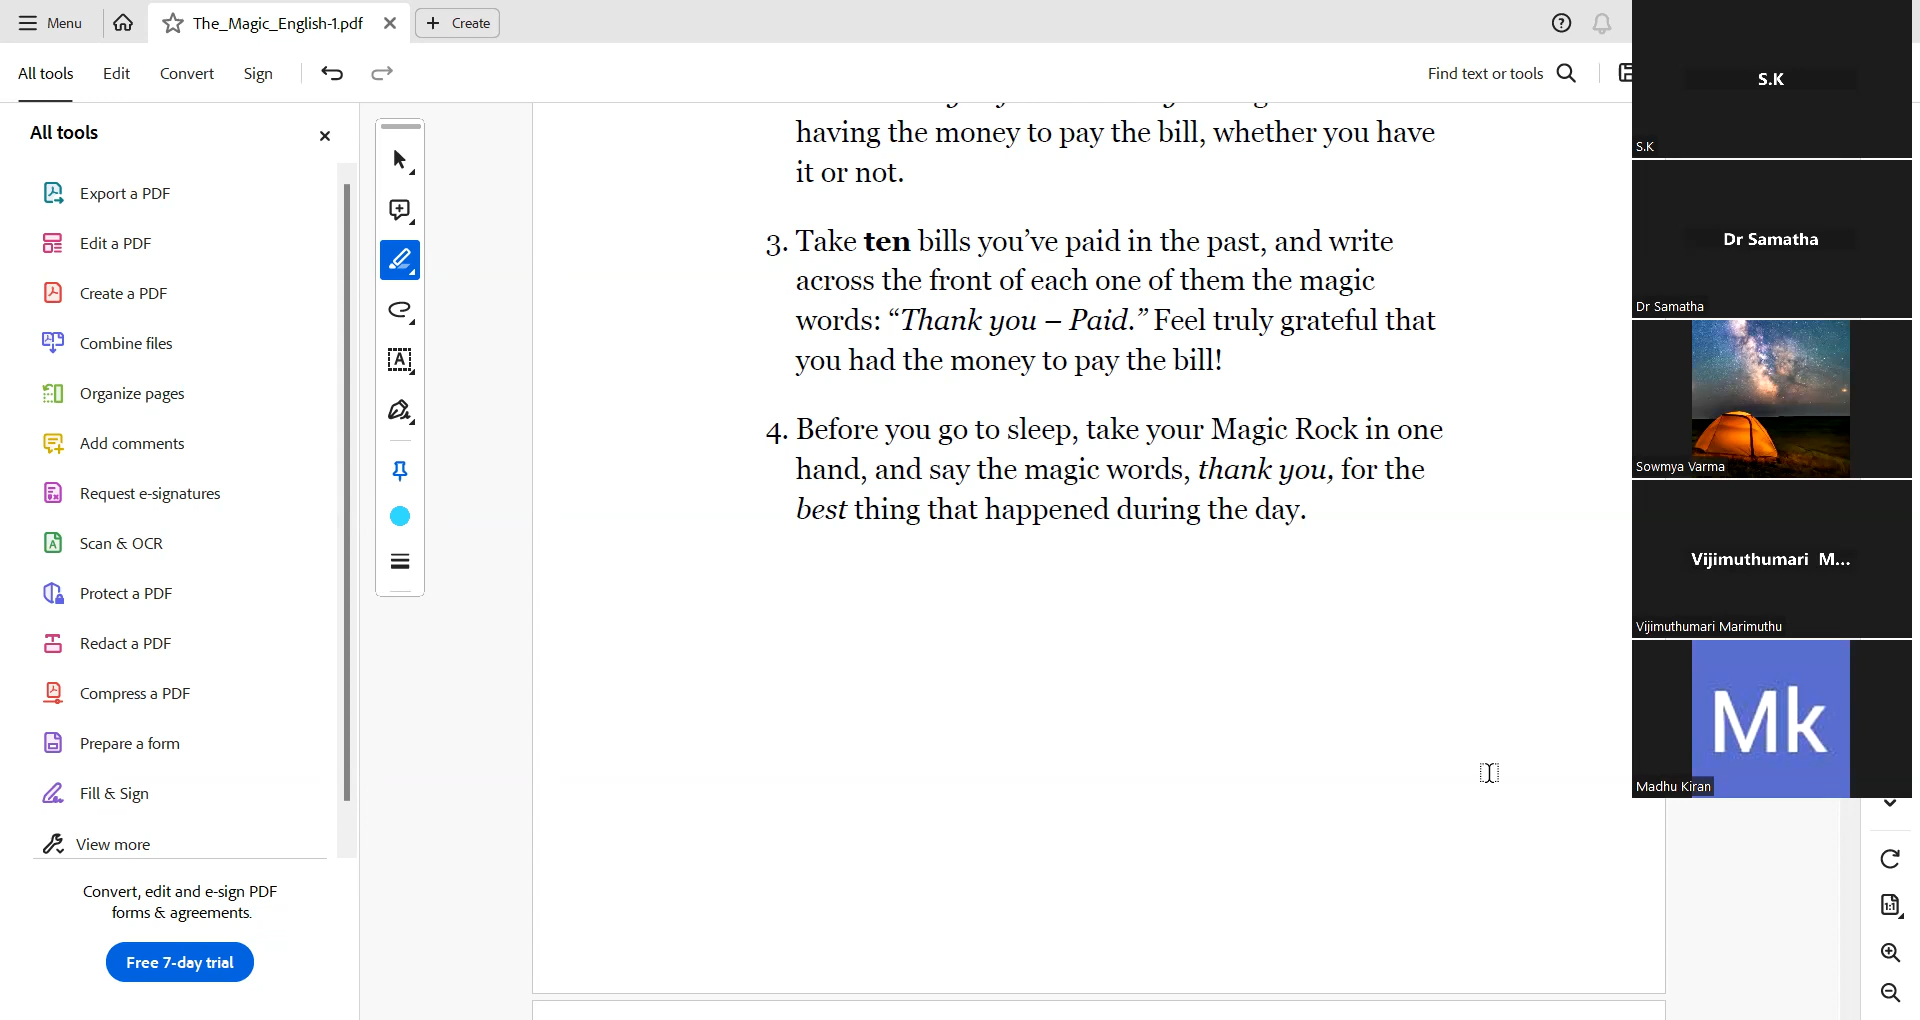 Menu
The_Magic_English-1.pdf
Create
All tools
Edit
Convert
Sign
Find text or tools
All tools
Export a PDF
Edit a PDF
Create a PDF
Combine files
Organize pages
Add comments
Request e-signatures
Scan & OCR
Protect a PDF
Redact a PDF
Compress a PDF
Prepare a form
Fill & Sign
View more
Convert, edit and e-sign PDF
forms & agreements.
Free 7-day trial
having the money to pay the bill, whether you have
it or not.
3. Take ten bills you’ve paid in the past, and write
across the front of each one of them the magic
words: “Thank you – Paid.” Feel truly grateful that
you had the money to pay the bill!
4. Before you go to sleep, take your Magic Rock in one
hand, and say the magic words, thank you, for the
best thing that happened during the day.
S.K
S.K
Dr Samatha
Dr Samatha
Sowmya Varma
Vijimuthumari M...
Vijimuthumari Marimuthu
Mk
Madhu Kiran
1:1